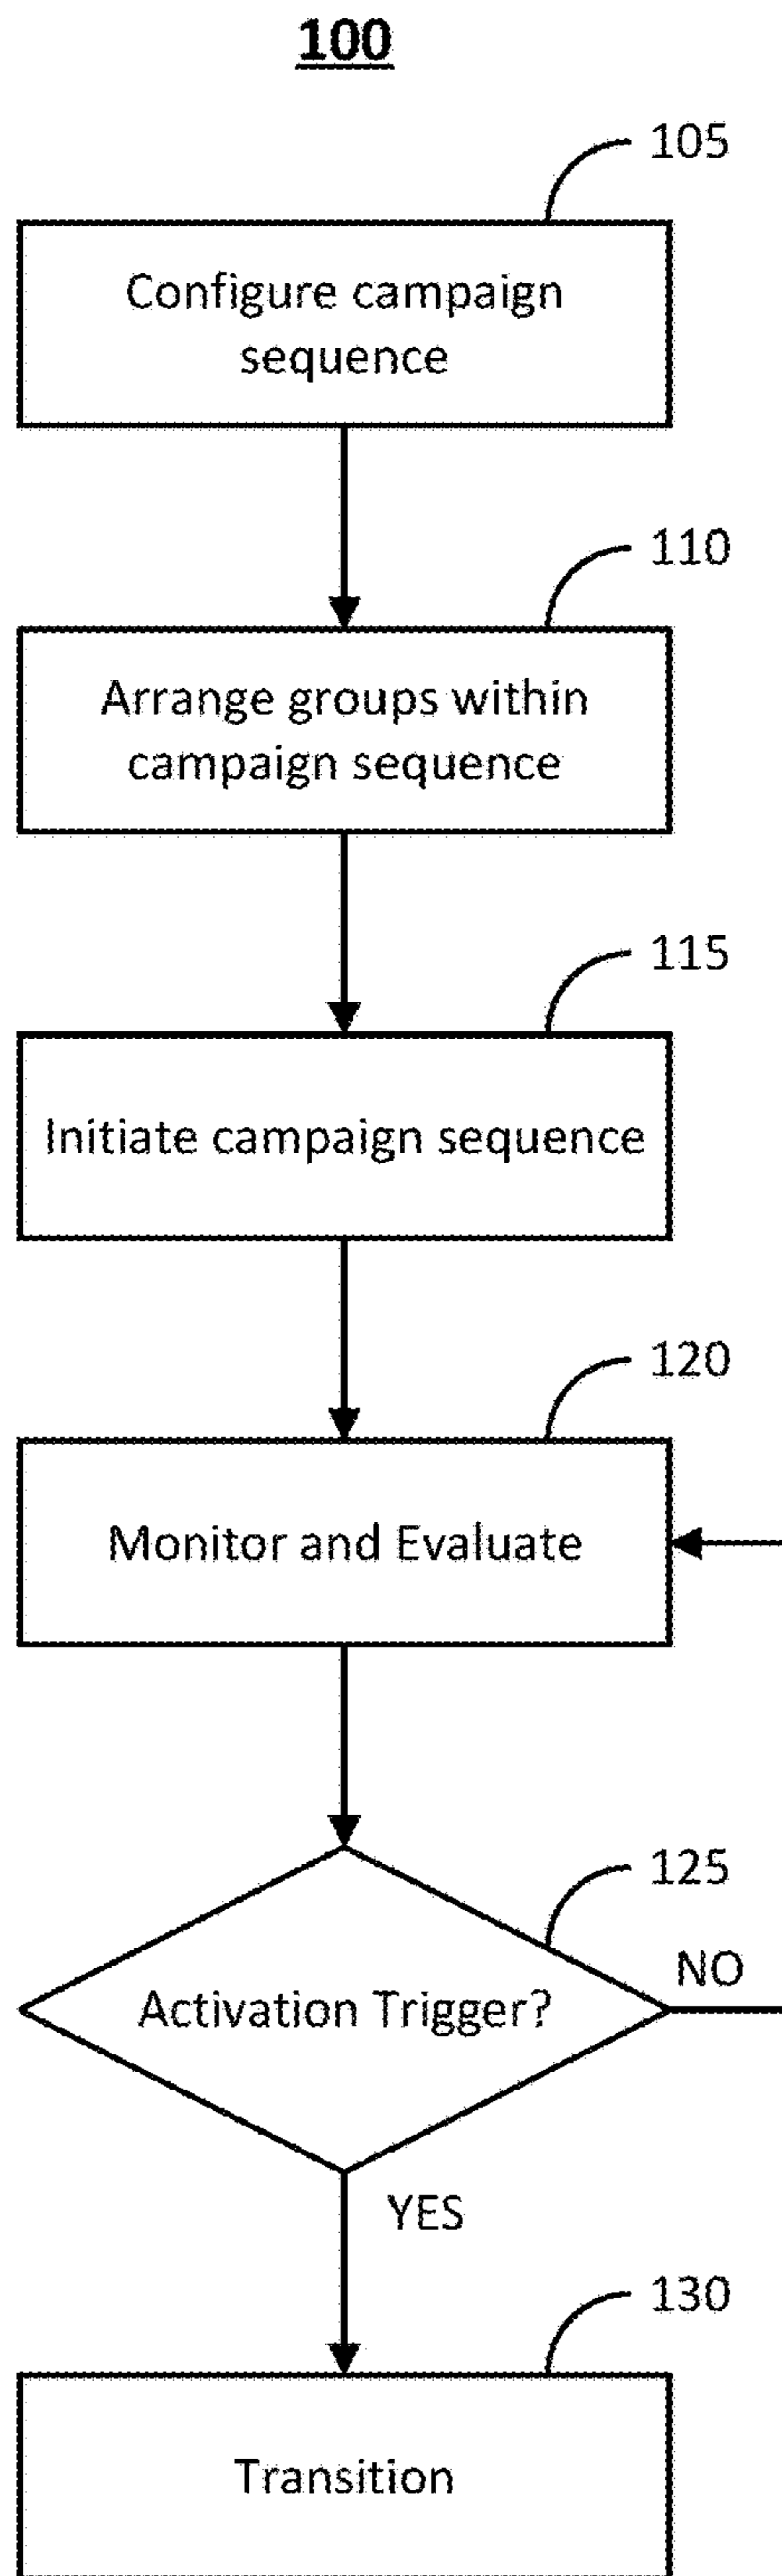 100
105
Configure campaign
sequence
110
Arrange groups within
campaign sequence
115
Initiate campaign sequence
120
Monitor and Evaluate
125
NO
Activation Trigger?
YES
130
Transition